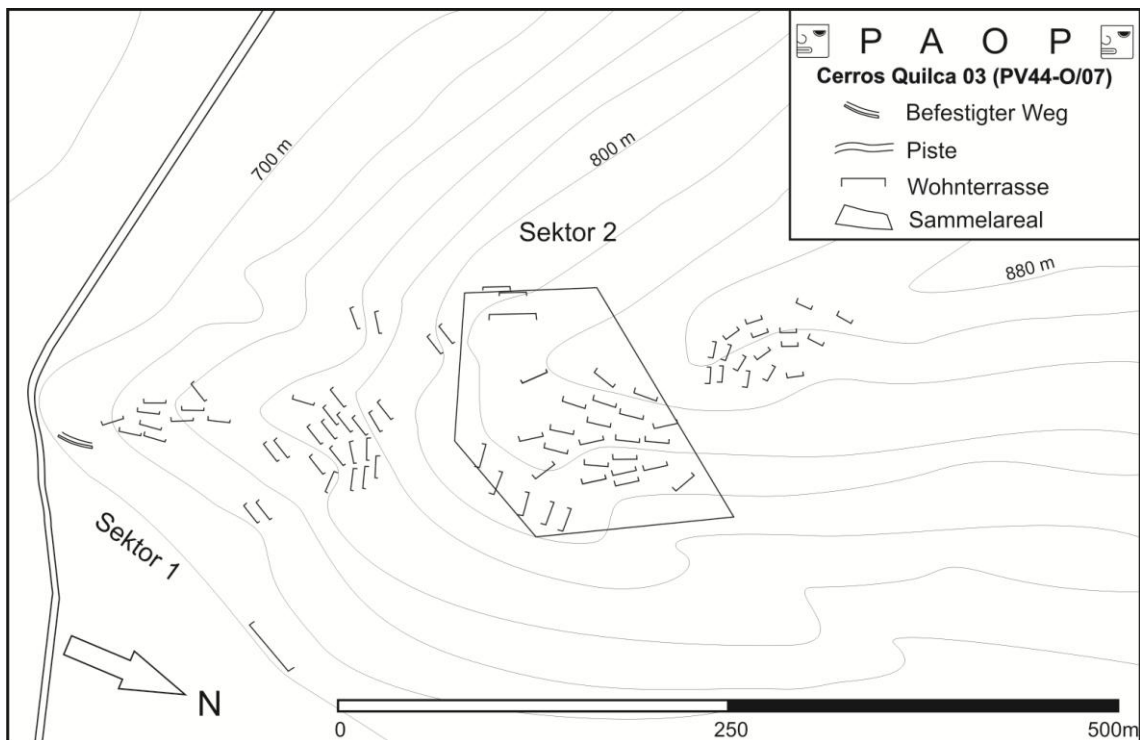 P A O P
Cerros Quilca 03 (PV44-O/07)
Befestigter Weg
Piste
Wohnterrasse
Sammelareal
700 m
800 m
880 m
Sektor 2
Sektor 1
N
0 250 500m